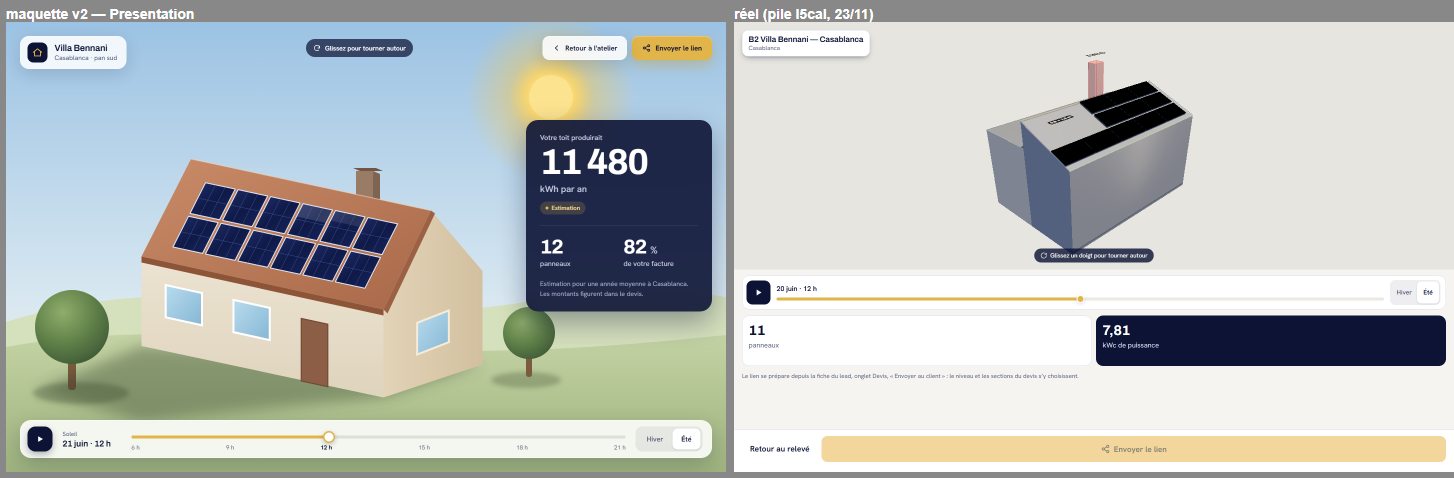 maquette v2 — Presentation
Villa Bennani
Casablanca · pan sud
Glissez pour tourner autour
Retour à l'atelier
Envoyer le lien
Votre toit produirait
11 480
kWh par an
Estimation
12
panneaux
82 %
de votre facture
Estimation pour une année moyenne à Casablanca.
Les montants figurent dans le devis.
Soleil
21 juin · 12 h
6 h
9 h
12 h
15 h
18 h
21 h
Hiver
Été
réel (pile l5cal, 23/11)
B2 Villa Bennani — Casablanca
Casablanca
Glissez un doigt pour tourner autour
20 juin · 12 h
Hiver
Été
11
panneaux
7,81
kWc de puissance
Le lien se prépare depuis la fiche du lead, onglet Devis, « Envoyer au client » : le niveau et les sections du devis s'y choisissent.
Retour au relevé
Envoyer le lien